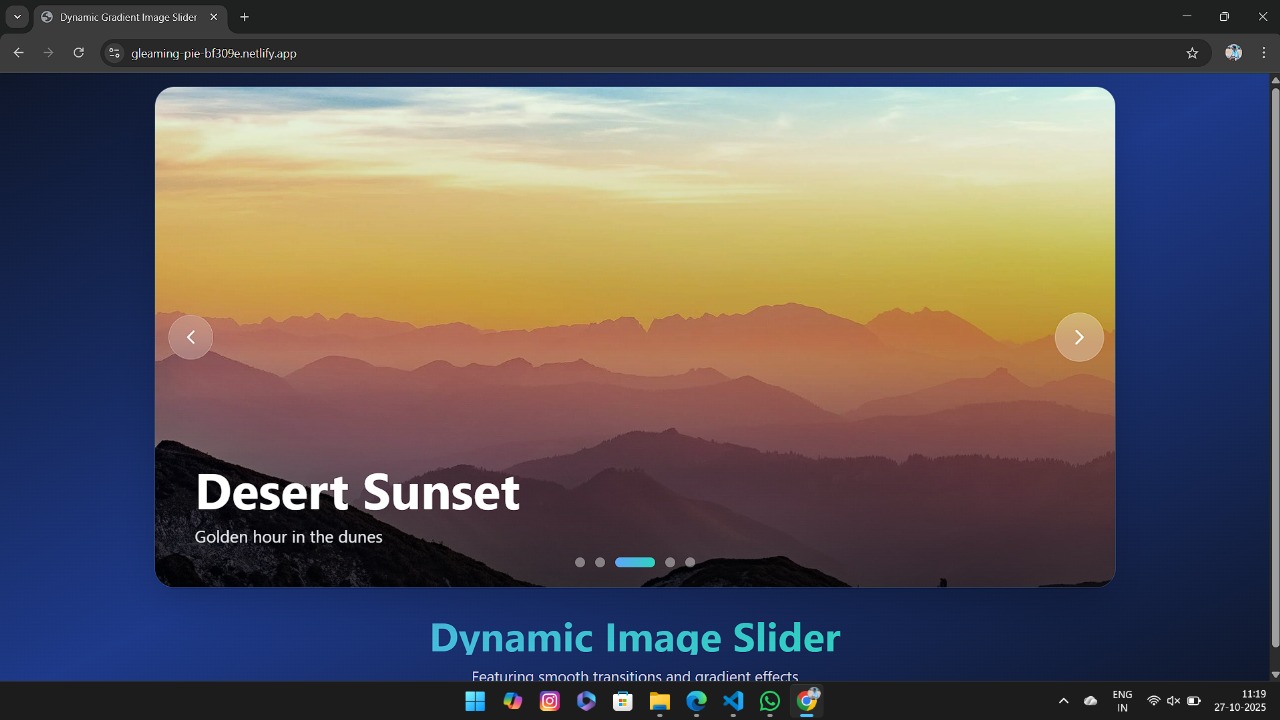 Dynamic Gradient Image Slider
gleaming-pie-bf309e.netlify.app
Desert Sunset
Golden hour in the dunes
Dynamic Image Slider
Featuring smooth transitions and gradient effects
ENG
IN
11:19
27-10-2025